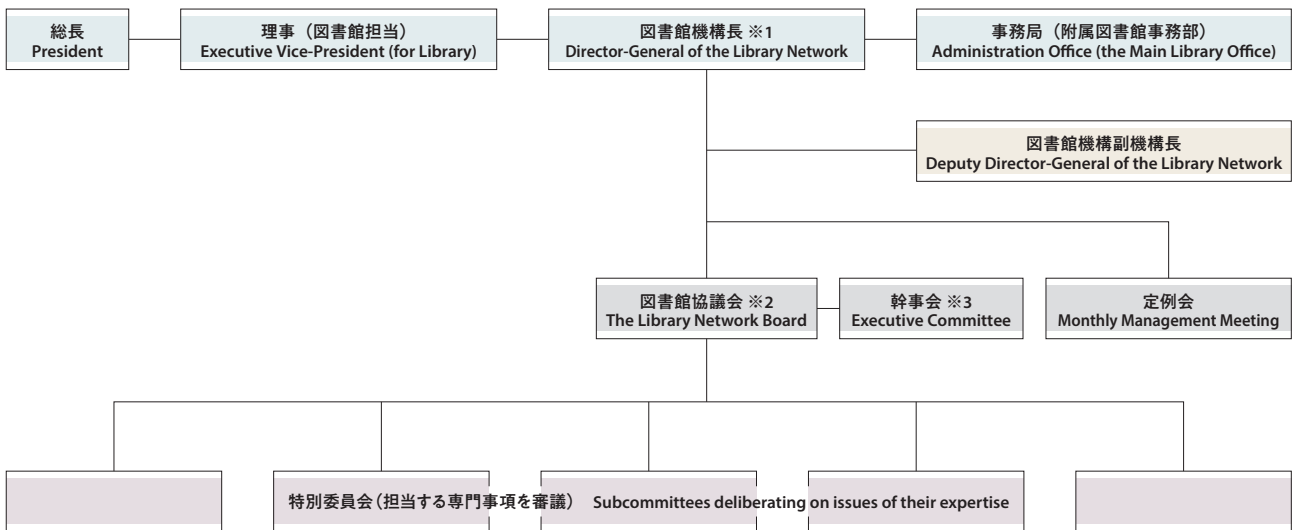 総長
President
理事（図書館担当）
Executive Vice-President (for Library)
図書館機構長 ※1
Director-General of the Library Network
事務局（附属図書館事務部）
Administration Office (the Main Library Office)
図書館機構副機構長
Deputy Director-General of the Library Network
図書館協議会 ※2
The Library Network Board
幹事会 ※3
Executive Committee
定例会
Monthly Management Meeting
特別委員会（担当する専門事項を審議） Subcommittees deliberating on issues of their expertise